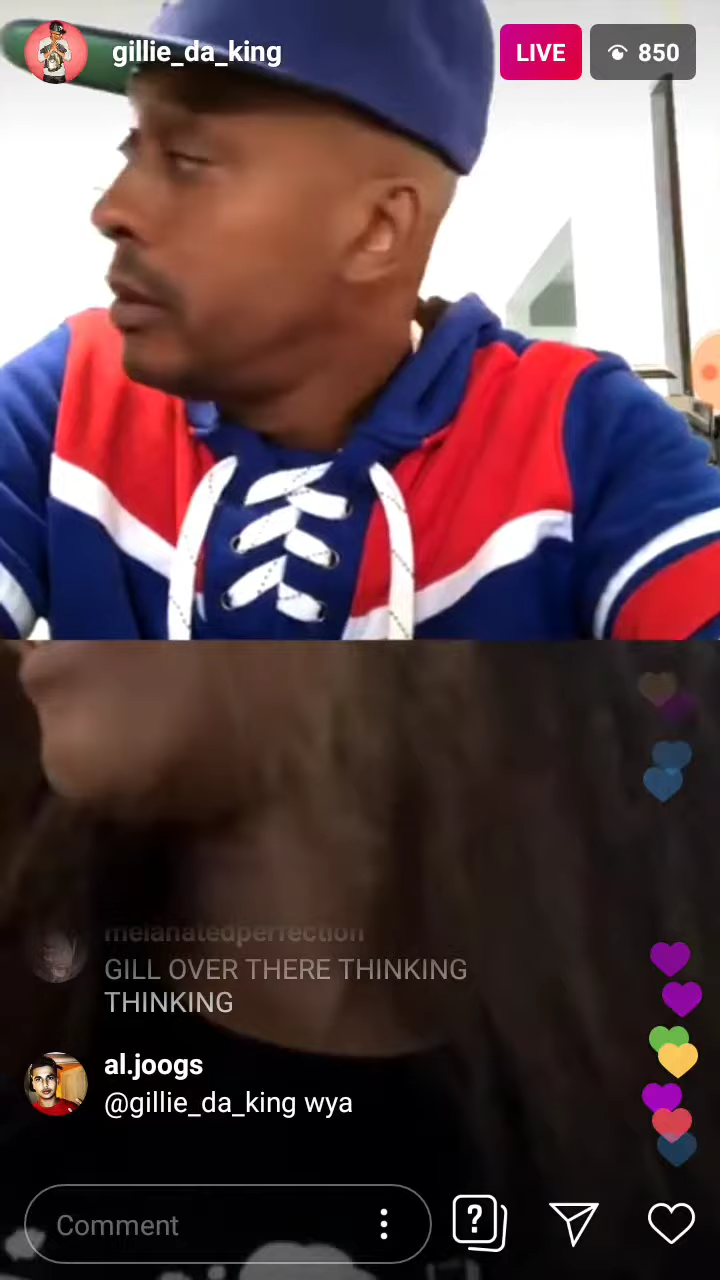 gillie_da_king
LIVE
850
melanatedperfection
GILL OVER THERE THINKING
THINKING
al.joogs
@gillie_da_king wya
Comment
?